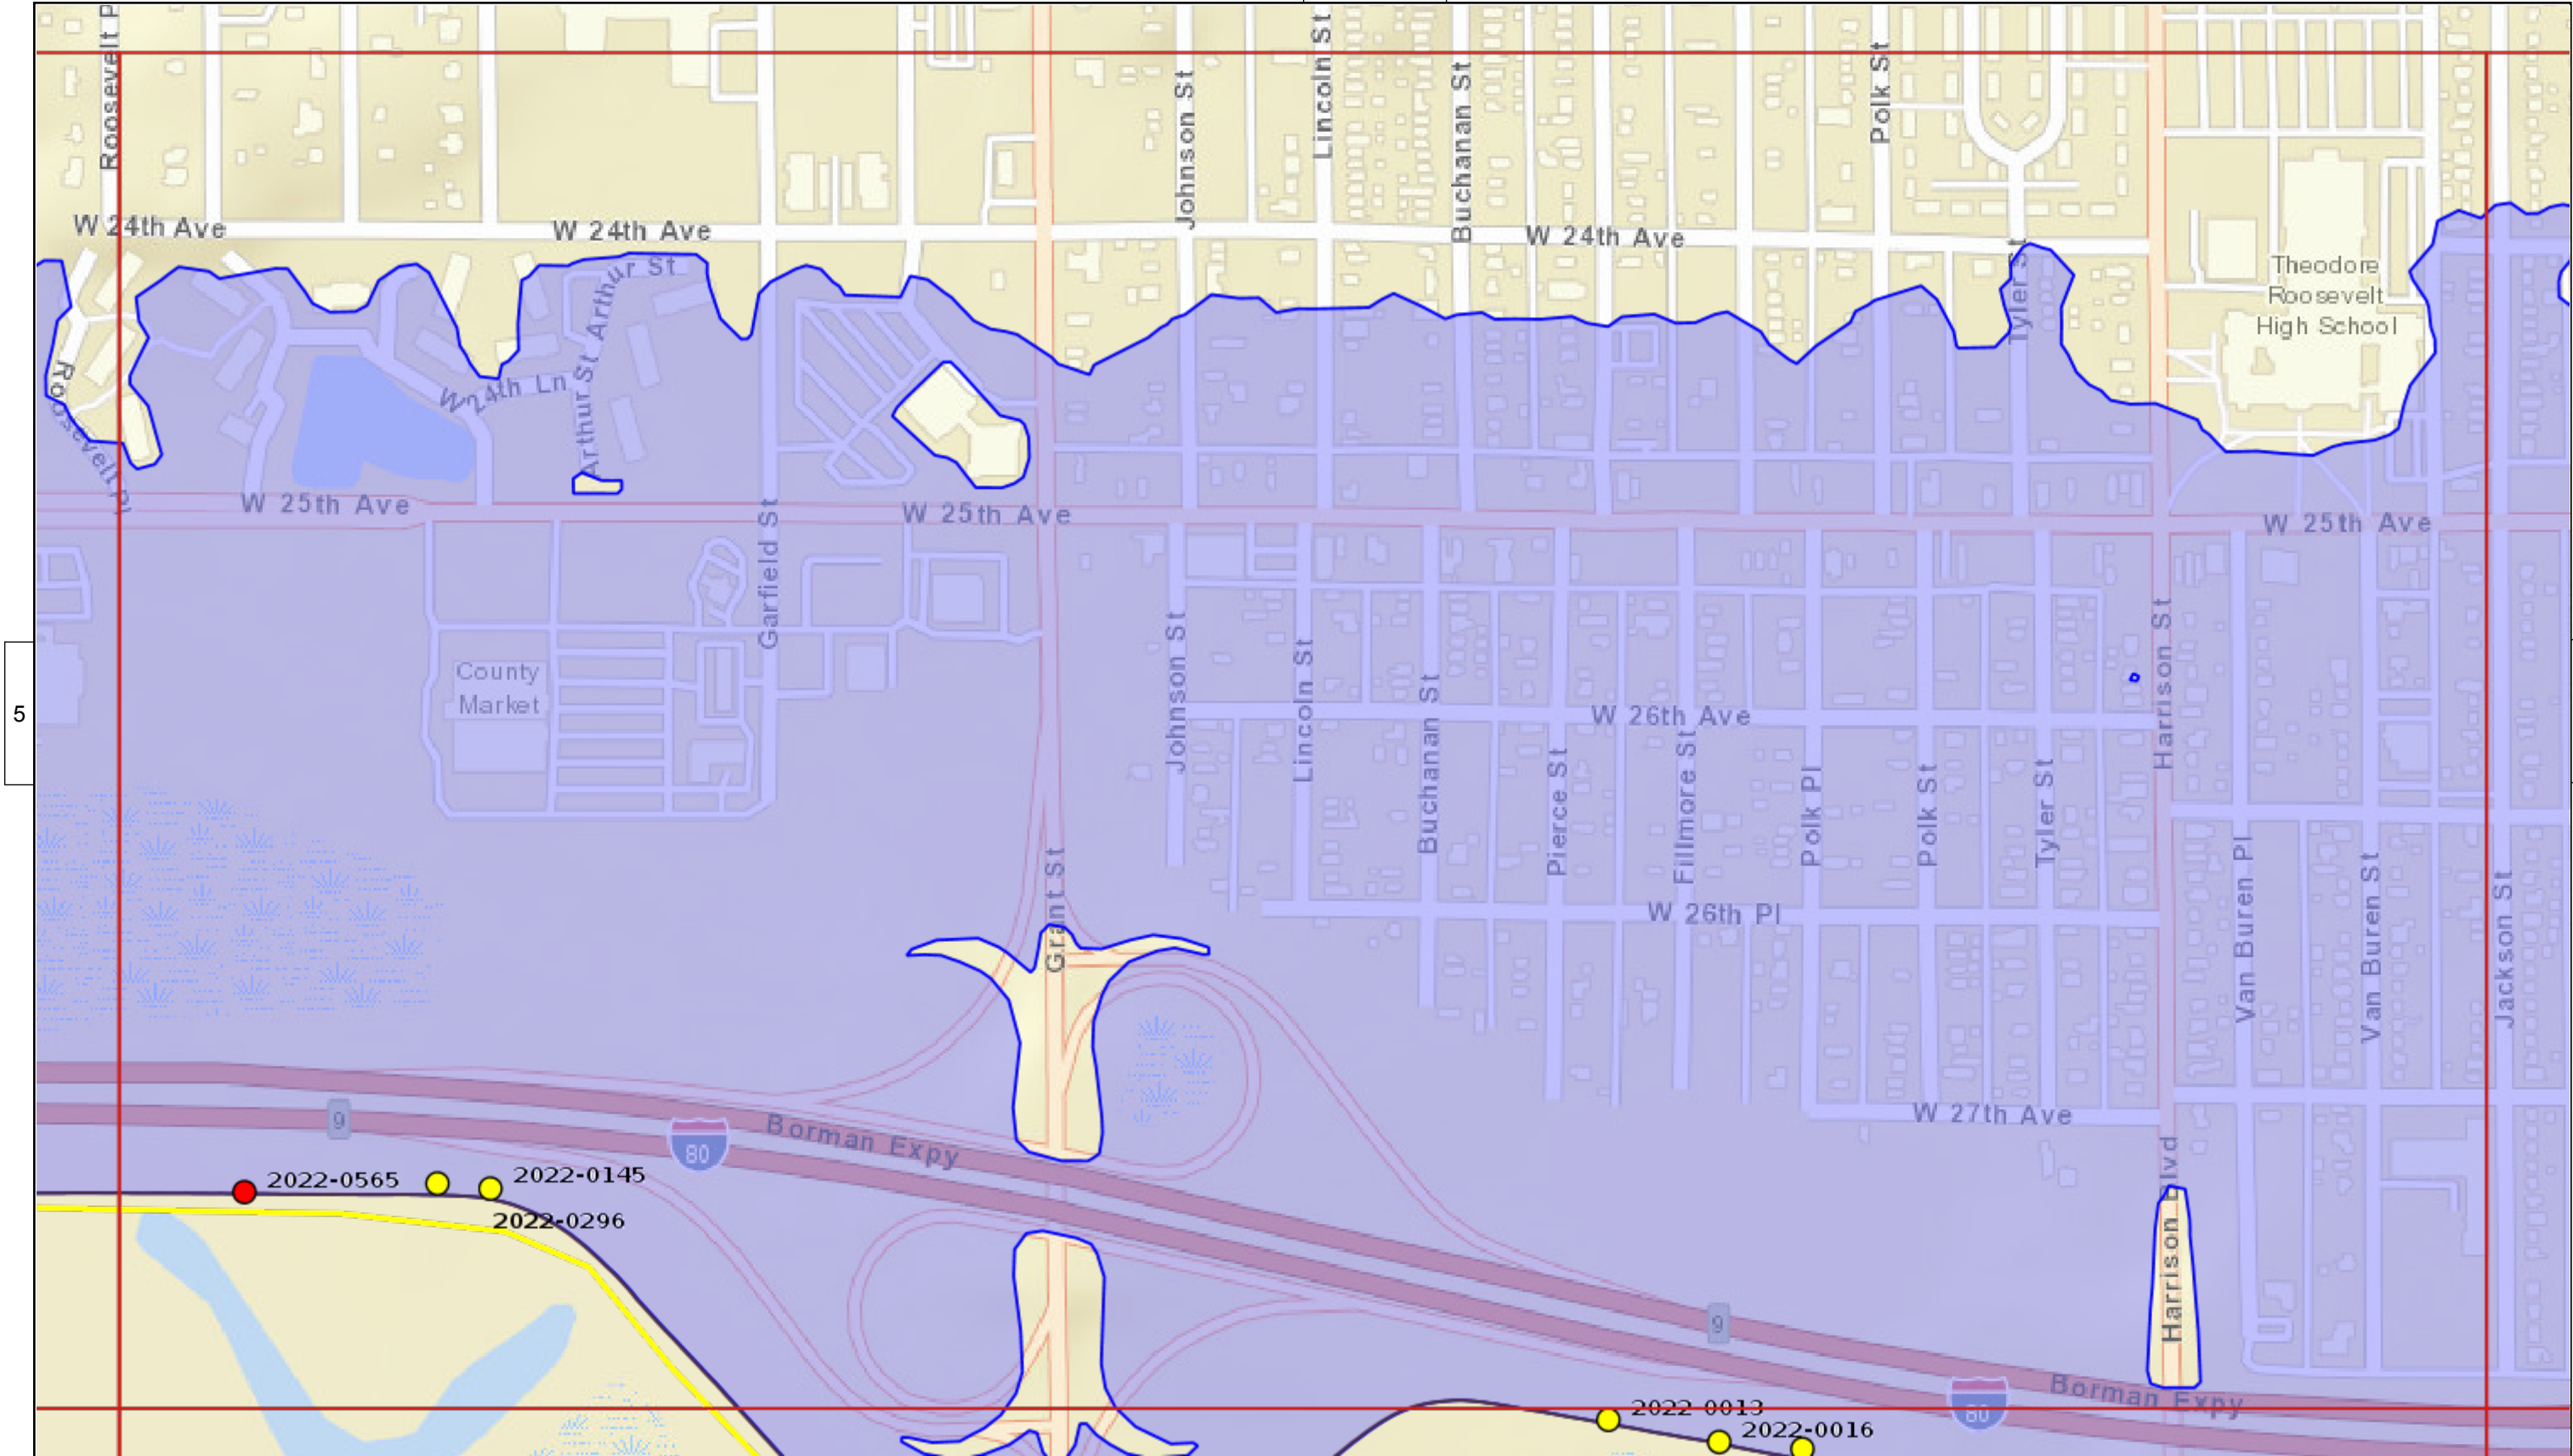 Roosevelt P
Johnson St
Lincoln St
Buchanan St
Polk St
W 24th Ave
W 24th Ave
W 24th Ave
Arthur St
Tyler St
Theodore
Roosevelt
High School
Roosevelt Pl
W 24th Ln
Arthur St
W 25th Ave
W 25th Ave
W 25th Ave
Garfield St
County
Market
Johnson St
Lincoln St
Buchanan St
Harrison St
5
W 26th Ave
Pierce St
Fillmore St
Polk Pl
Polk St
Tyler St
Van Buren Pl
Van Buren St
Jackson St
Grant St
W 26th Pl
9
80
Borman Expy
W 27th Ave
2022-0565
2022-0145
2022-0296
Harrison Blvd
9
80
Borman Expy
2022-0013
2022-0016